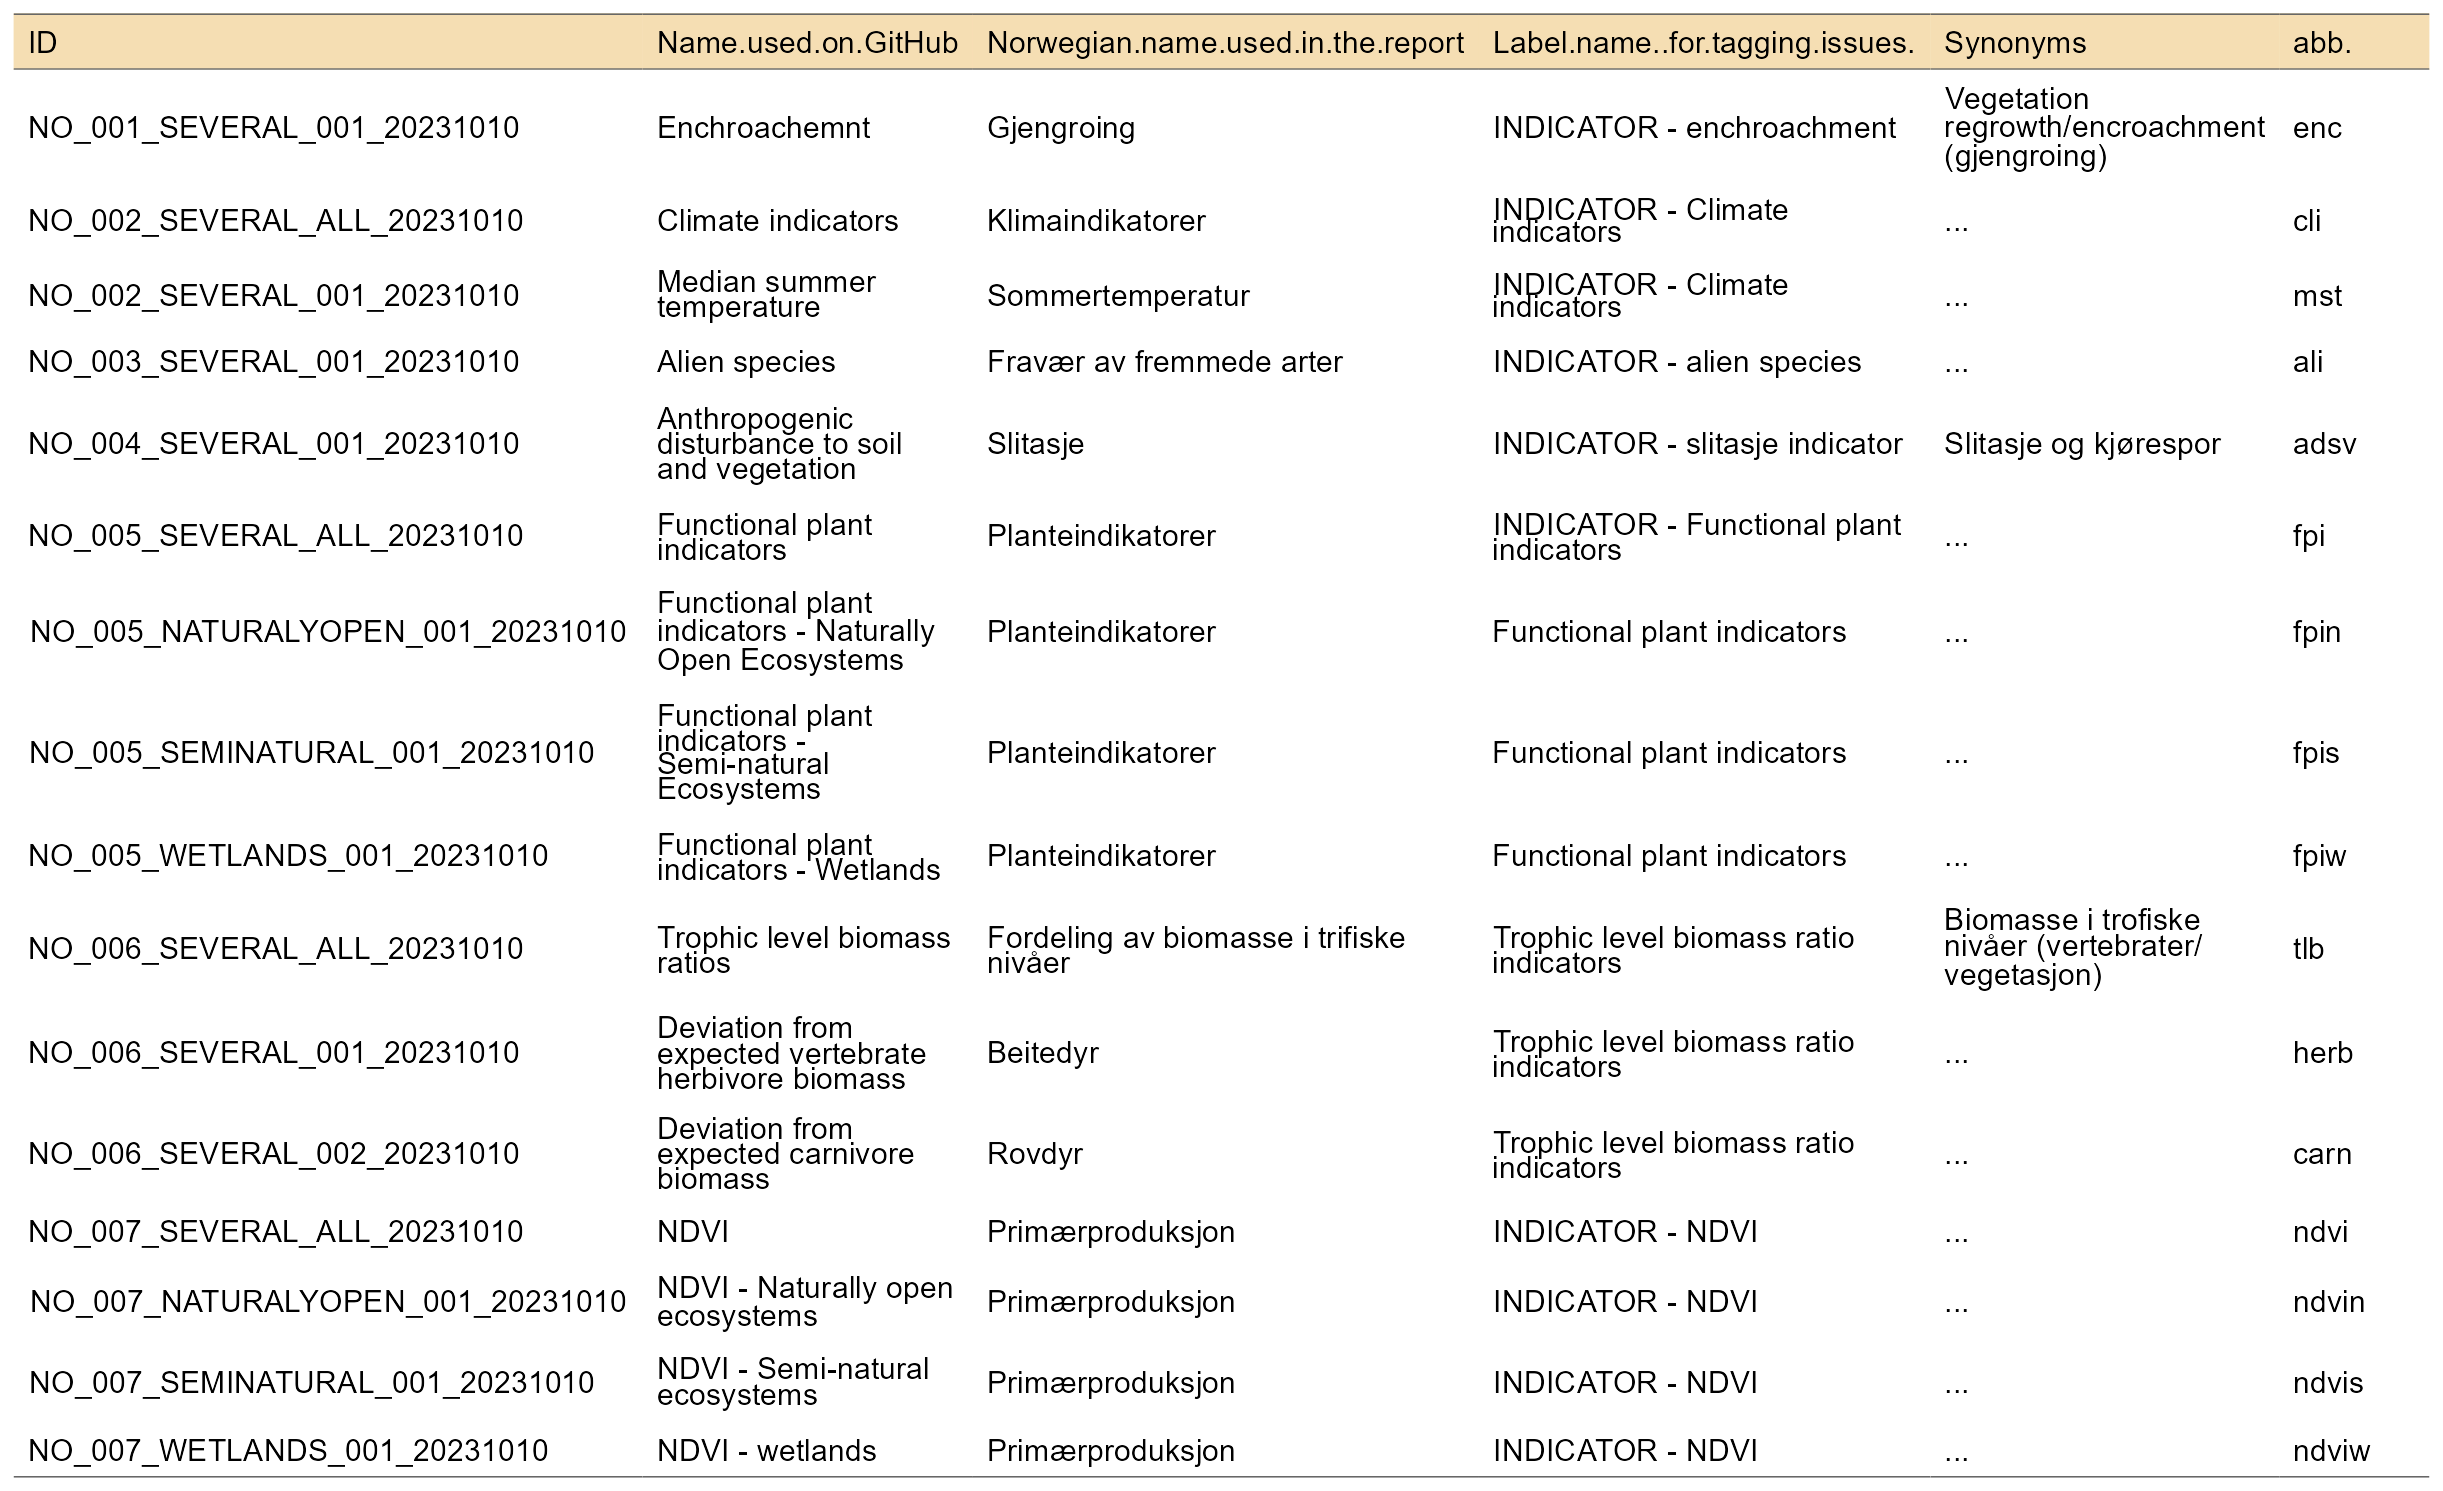 ID Name.used.on.GitHub Norwegian.name.used.in.the.report Label.name..for.tagging.issues. Synonyms abb.
NO_001_SEVERAL_001_20231010 Enchroachemnt Gjengroing INDICATOR - enchroachment Vegetation
regrowth/encroachment
(gjengroing) enc
NO_002_SEVERAL_ALL_20231010 Climate indicators Klimaindikatorer INDICATOR - Climate
indicators ... cli
NO_002_SEVERAL_001_20231010 Median summer
temperature Sommertemperatur INDICATOR - Climate
indicators ... mst
NO_003_SEVERAL_001_20231010 Alien species Fravær av fremmede arter INDICATOR - alien species ... ali
NO_004_SEVERAL_001_20231010 Anthropogenic
disturbance to soil
and vegetation Slitasje INDICATOR - slitasje indicator Slitasje og kjørespor adsv
NO_005_SEVERAL_ALL_20231010 Functional plant
indicators Planteindikatorer INDICATOR - Functional plant
indicators ... fpi
NO_005_NATURALYOPEN_001_20231010 Functional plant
indicators - Naturally
Open Ecosystems Planteindikatorer Functional plant indicators ... fpin
NO_005_SEMINATURAL_001_20231010 Functional plant
indicators -
Semi-natural
Ecosystems Planteindikatorer Functional plant indicators ... fpis
NO_005_WETLANDS_001_20231010 Functional plant
indicators - Wetlands Planteindikatorer Functional plant indicators ... fpiw
NO_006_SEVERAL_ALL_20231010 Trophic level biomass
ratios Fordeling av biomasse i trifiske
nivåer Trophic level biomass ratio
indicators Biomasse i trofiske
nivåer (vertebrater/
vegetasjon) tlb
NO_006_SEVERAL_001_20231010 Deviation from
expected vertebrate
herbivore biomass Beitedyr Trophic level biomass ratio
indicators ... herb
NO_006_SEVERAL_002_20231010 Deviation from
expected carnivore
biomass Rovdyr Trophic level biomass ratio
indicators ... carn
NO_007_SEVERAL_ALL_20231010 NDVI Primærproduksjon INDICATOR - NDVI ... ndvi
NO_007_NATURALYOPEN_001_20231010 NDVI - Naturally open
ecosystems Primærproduksjon INDICATOR - NDVI ... ndvin
NO_007_SEMINATURAL_001_20231010 NDVI - Semi-natural
ecosystems Primærproduksjon INDICATOR - NDVI ... ndvis
NO_007_WETLANDS_001_20231010 NDVI - wetlands Primærproduksjon INDICATOR - NDVI ... ndviw